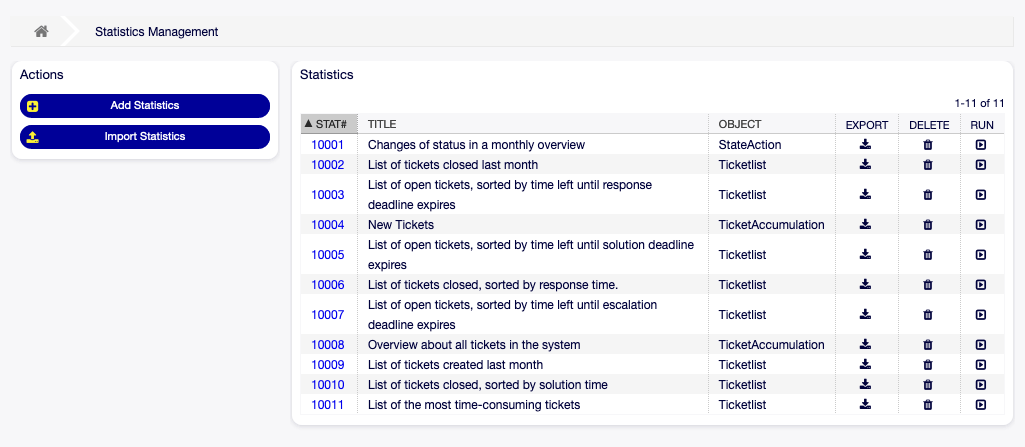 Statistics Management
Actions
Add Statistics
Import Statistics
Statistics
1-11 of 11
STAT# TITLE OBJECT EXPORT DELETE RUN
10001 Changes of status in a monthly overview StateAction
10002 List of tickets closed last month Ticketlist
10003 List of open tickets, sorted by time left until response
deadline expires Ticketlist
10004 New Tickets TicketAccumulation
10005 List of open tickets, sorted by time left until solution deadline
expires Ticketlist
10006 List of tickets closed, sorted by response time. Ticketlist
10007 List of open tickets, sorted by time left until escalation
deadline expires Ticketlist
10008 Overview about all tickets in the system TicketAccumulation
10009 List of tickets created last month Ticketlist
10010 List of tickets closed, sorted by solution time Ticketlist
10011 List of the most time-consuming tickets Ticketlist